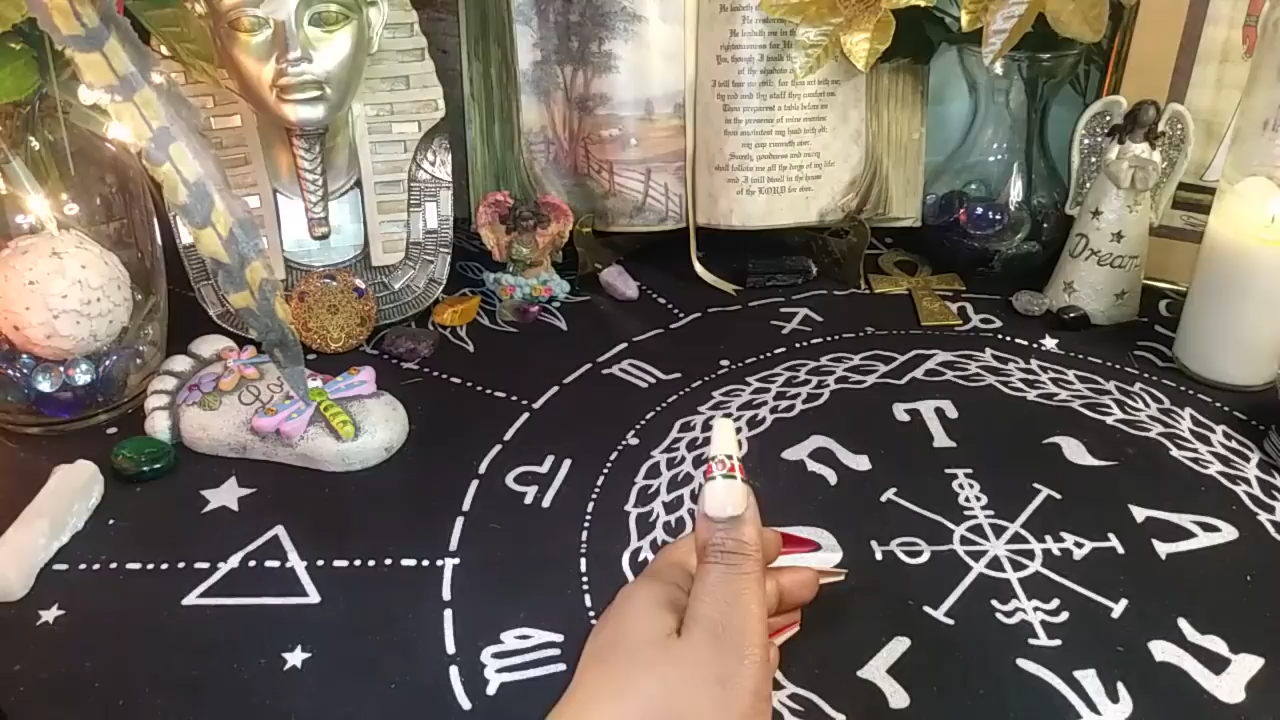 He leadeth
He restoreth
He leadeth me in th
righteousness for Hi
Yea, though I walk th
of the shadow
I will fear no evil; for thou art with me;
thy rod and thy staff they comfort me.
Thou preparest a table before me
in the presence of mine enemies:
thou anointest my head with oil;
my cup runneth over.
Surely, goodness and mercy
shall follow me all the days of my life:
and I will dwell in the house
of the LORD for ever.
Dream
T
A